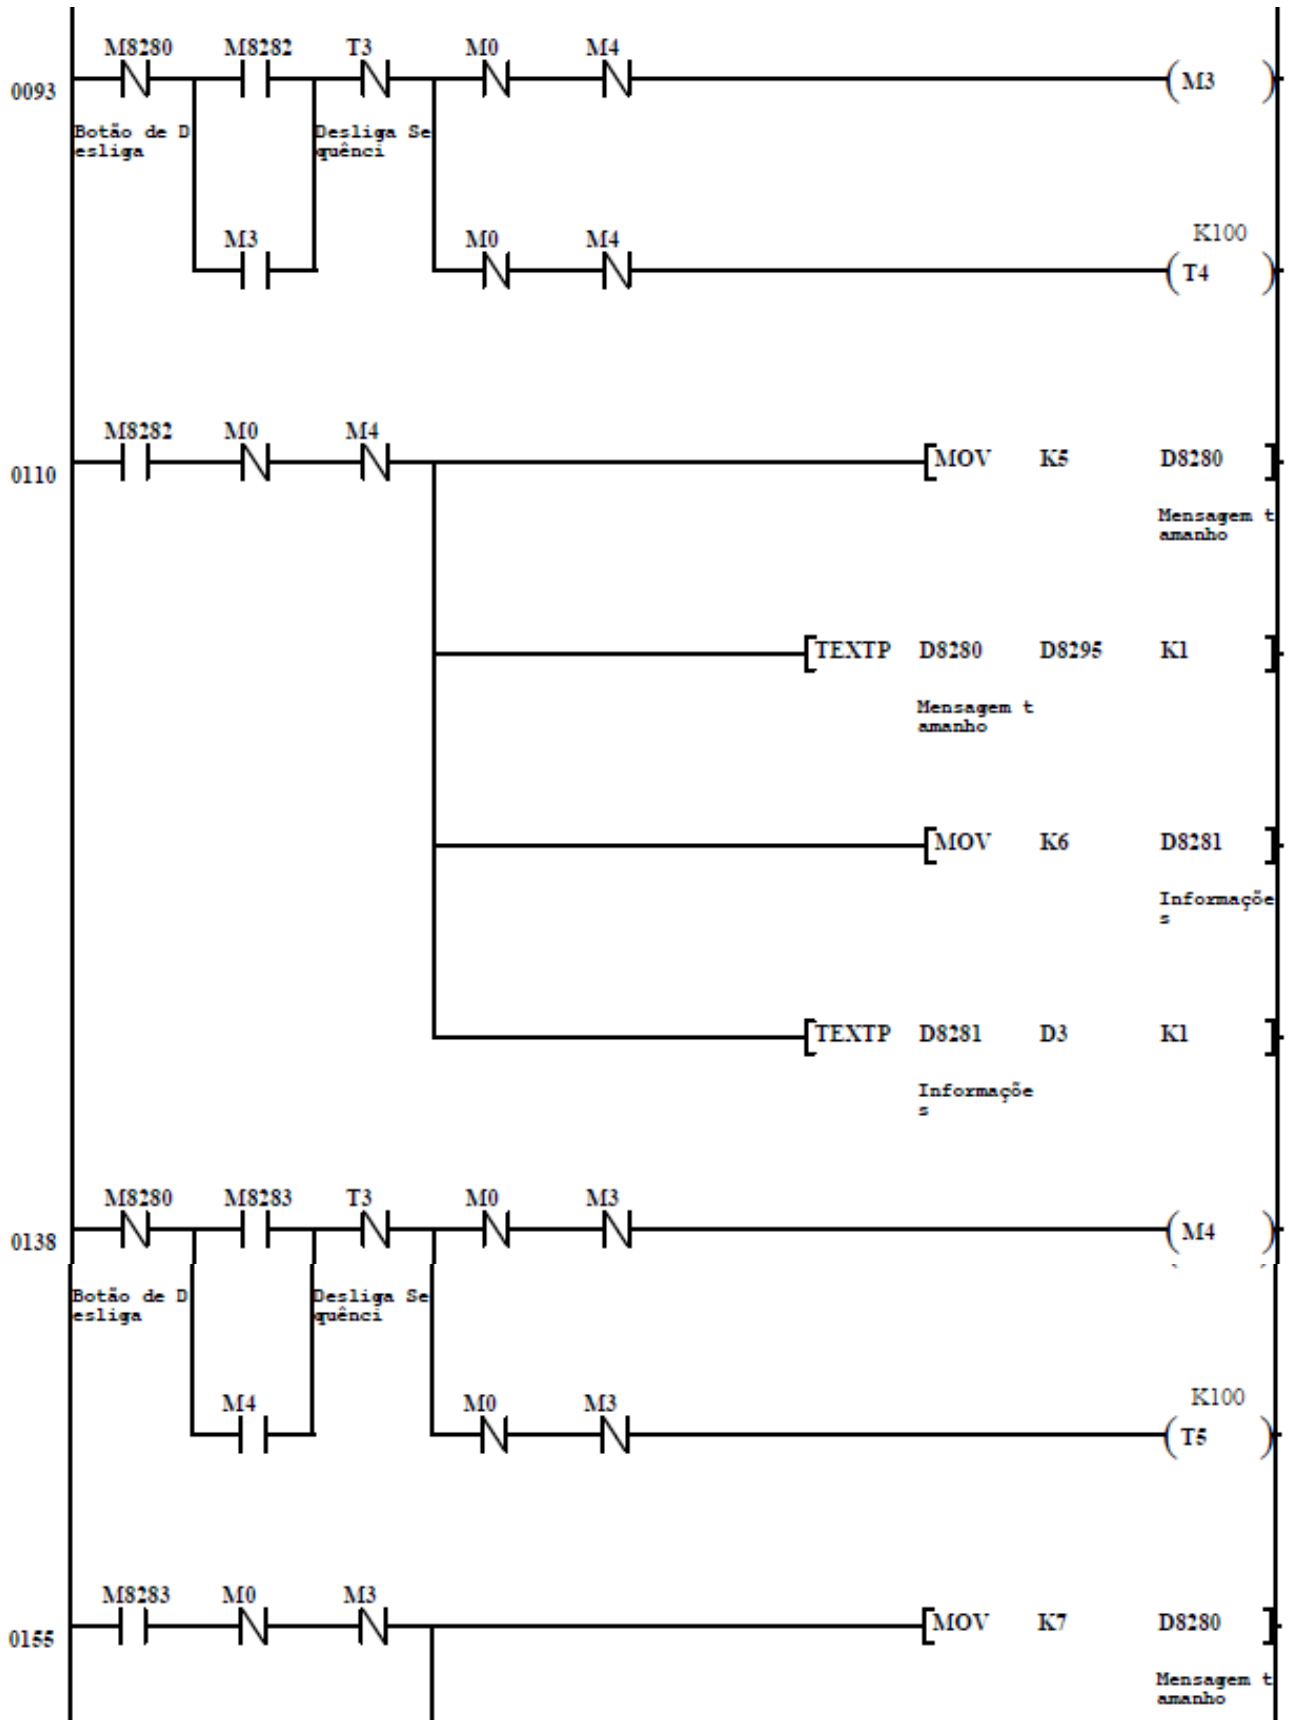 M8280 M8282 T3 M0 M4
0093 M3
Botão de D Desliga Se
esliga quênci
M3 M0 M4 K100
T4
M8282 M0 M4
0110 MOV K5 D8280
Mensagem t
amanho
TEXTP D8280 D8295 K1
Mensagem t
amanho
MOV K6 D8281
Informaçõe
s
TEXTP D8281 D3 K1
Informaçõe
s
M8280 M8283 T3 M0 M3
0138 M4
Botão de D Desliga Se
esliga quênci
M4 M0 M3 K100
T5
M8283 M0 M3
0155 MOV K7 D8280
Mensagem t
amanho